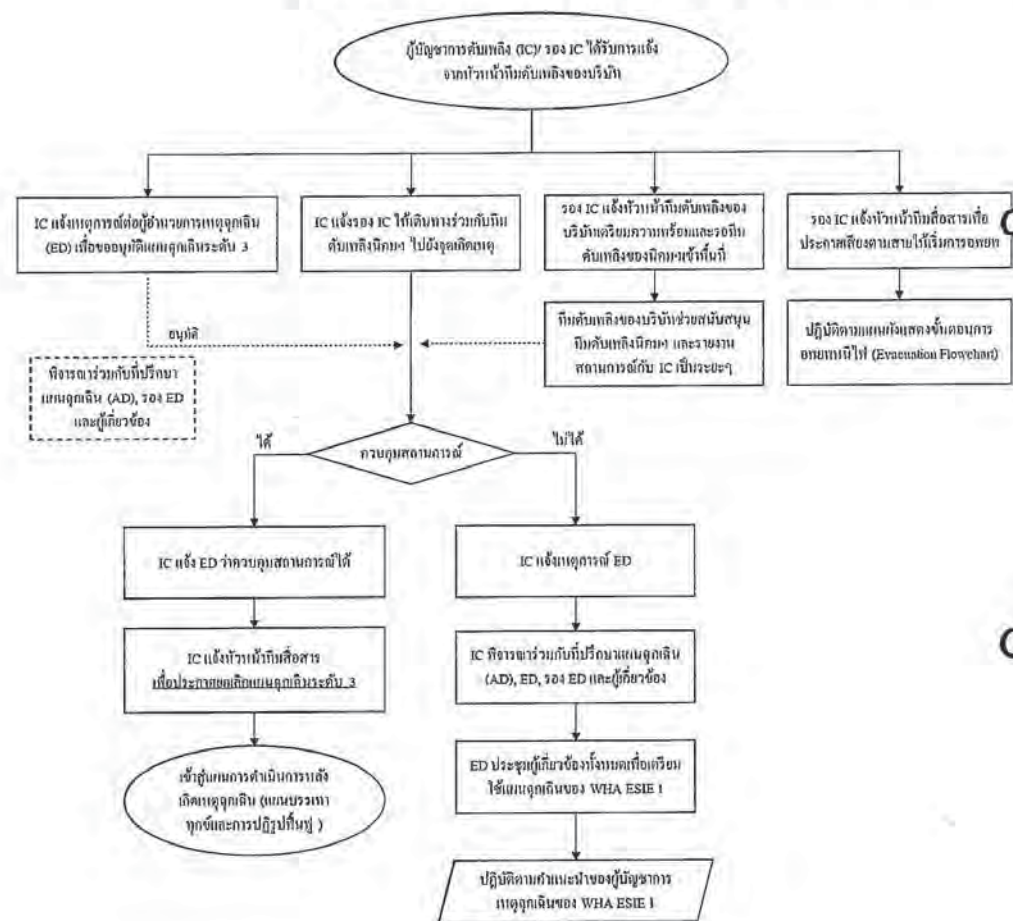 ผู้บัญชาการดับเพลิง (IC)/ รอง IC ได้รับการแจ้ง
จากหัวหน้าทีมดับเพลิงของบริษัท
IC แจ้งเหตุการณ์ต่อผู้อำนวยการเหตุฉุกเฉิน
(ED) เพื่อขออนุมัติแผนฉุกเฉินระดับ 3
IC แจ้งรอง IC ให้เดินทางร่วมกับทีม
ดับเพลิงนิคมฯ ไปยังจุดเกิดเหตุ
รอง IC แจ้งหัวหน้าทีมดับเพลิงของ
บริษัทเตรียมความพร้อมและรอทีม
ดับเพลิงของนิคมฯเข้าพื้นที่
รอง IC แจ้งหัวหน้าทีมสื่อสารเพื่อ
ประกาศเสียงตามสายให้เริ่มการอพยพ
อนุมัติ
พิจารณาร่วมกับที่ปรึกษา
แผนฉุกเฉิน (AD), รอง ED
และผู้เกี่ยวข้อง
ทีมดับเพลิงของบริษัทช่วยสนับสนุน
ทีมดับเพลิงนิคมฯ และรายงาน
สถานการณ์กับ IC เป็นระยะๆ
ปฏิบัติตามแผนผังแสดงขั้นตอนการ
อพยพหนีไฟ (Evacuation Flowchart)
ได้
ควบคุมสถานการณ์
ไม่ได้
IC แจ้ง ED ว่าควบคุมสถานการณ์ได้
IC แจ้งเหตุการณ์ ED
IC แจ้งหัวหน้าทีมสื่อสาร
เพื่อประกาศยกเลิกแผนฉุกเฉินระดับ 3
IC พิจารณาร่วมกับที่ปรึกษาแผนฉุกเฉิน
(AD), ED, รอง ED และผู้เกี่ยวข้อง
เข้าสู่แผนการดำเนินการหลัง
เกิดเหตุฉุกเฉิน (แผนบรรเทา
ทุกข์และการปฏิรูปฟื้นฟู )
ED ประชุมผู้เกี่ยวข้องทั้งหมดเพื่อเตรียม
ใช้แผนฉุกเฉินของ WHA ESIE 1
ปฏิบัติตามคำแนะนำของผู้บัญชาการ
เหตุฉุกเฉินของ WHA ESIE 1